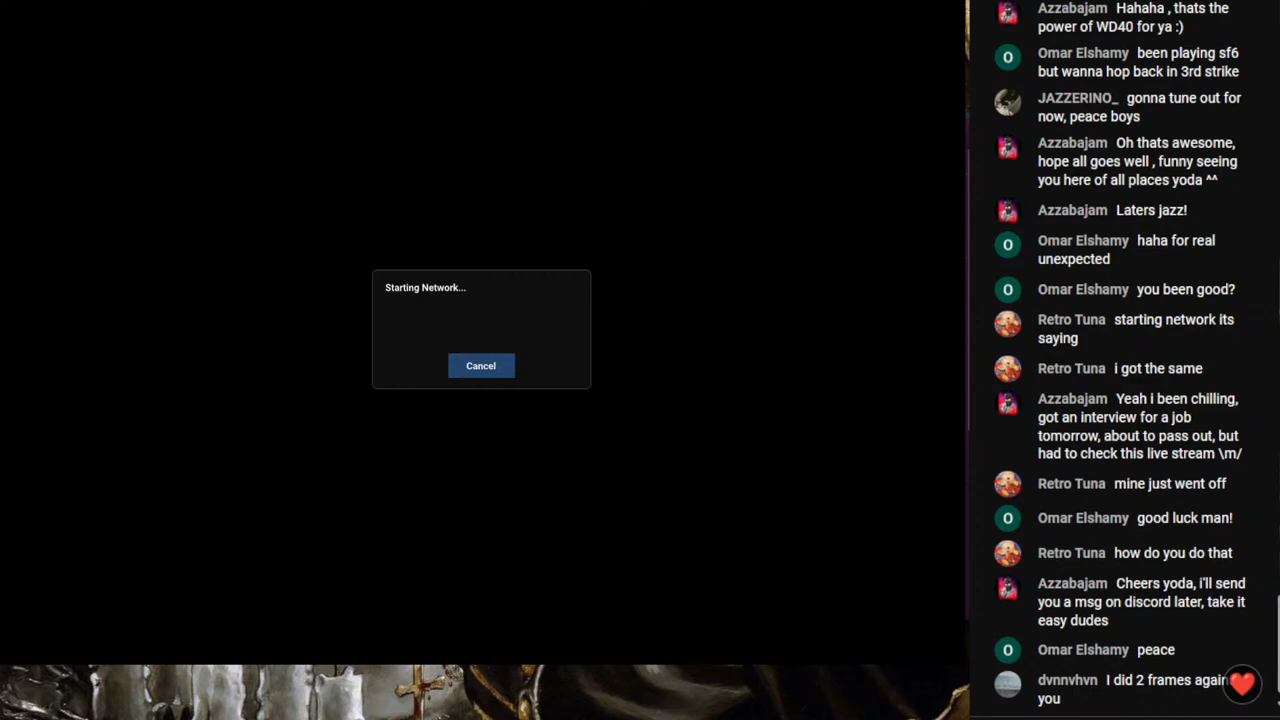 Starting Network...
Cancel
Azzabajam Hahaha , thats the
power of WD40 for ya :)
O
Omar Elshamy been playing sf6
but wanna hop back in 3rd strike
JAZZERINO_ gonna tune out for
now, peace boys
Azzabajam Oh thats awesome,
hope all goes well , funny seeing
you here of all places yoda ^^
Azzabajam Laters jazz!
O
Omar Elshamy haha for real
unexpected
O
Omar Elshamy you been good?
Retro Tuna starting network its
saying
Retro Tuna i got the same
Azzabajam Yeah i been chilling,
got an interview for a job
tomorrow, about to pass out, but
had to check this live stream \m/
Retro Tuna mine just went off
O
Omar Elshamy good luck man!
Retro Tuna how do you do that
Azzabajam Cheers yoda, i'll send
you a msg on discord later, take it
easy dudes
O
Omar Elshamy peace
dvnnvhvn I did 2 frames again
you